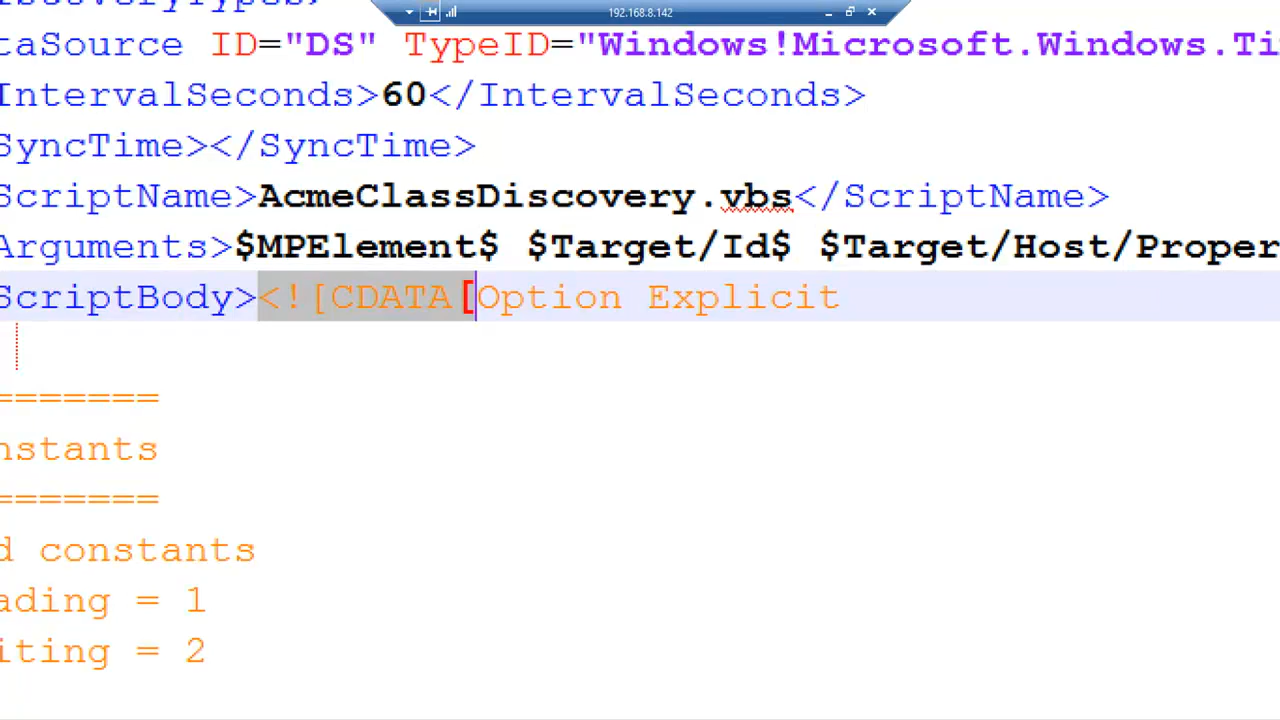 192.168.8.142
taSource ID="DS" TypeID="Windows!Microsoft.Windows.Ti
IntervalSeconds>60</IntervalSeconds>
SyncTime></SyncTime>
ScriptName>AcmeClassDiscovery.vbs</ScriptName>
Arguments>$MPElement$ $Target/Id$ $Target/Host/Proper
ScriptBody><![CDATA[Option Explicit
=======
nstants
=======
d constants
ading = 1
iting = 2